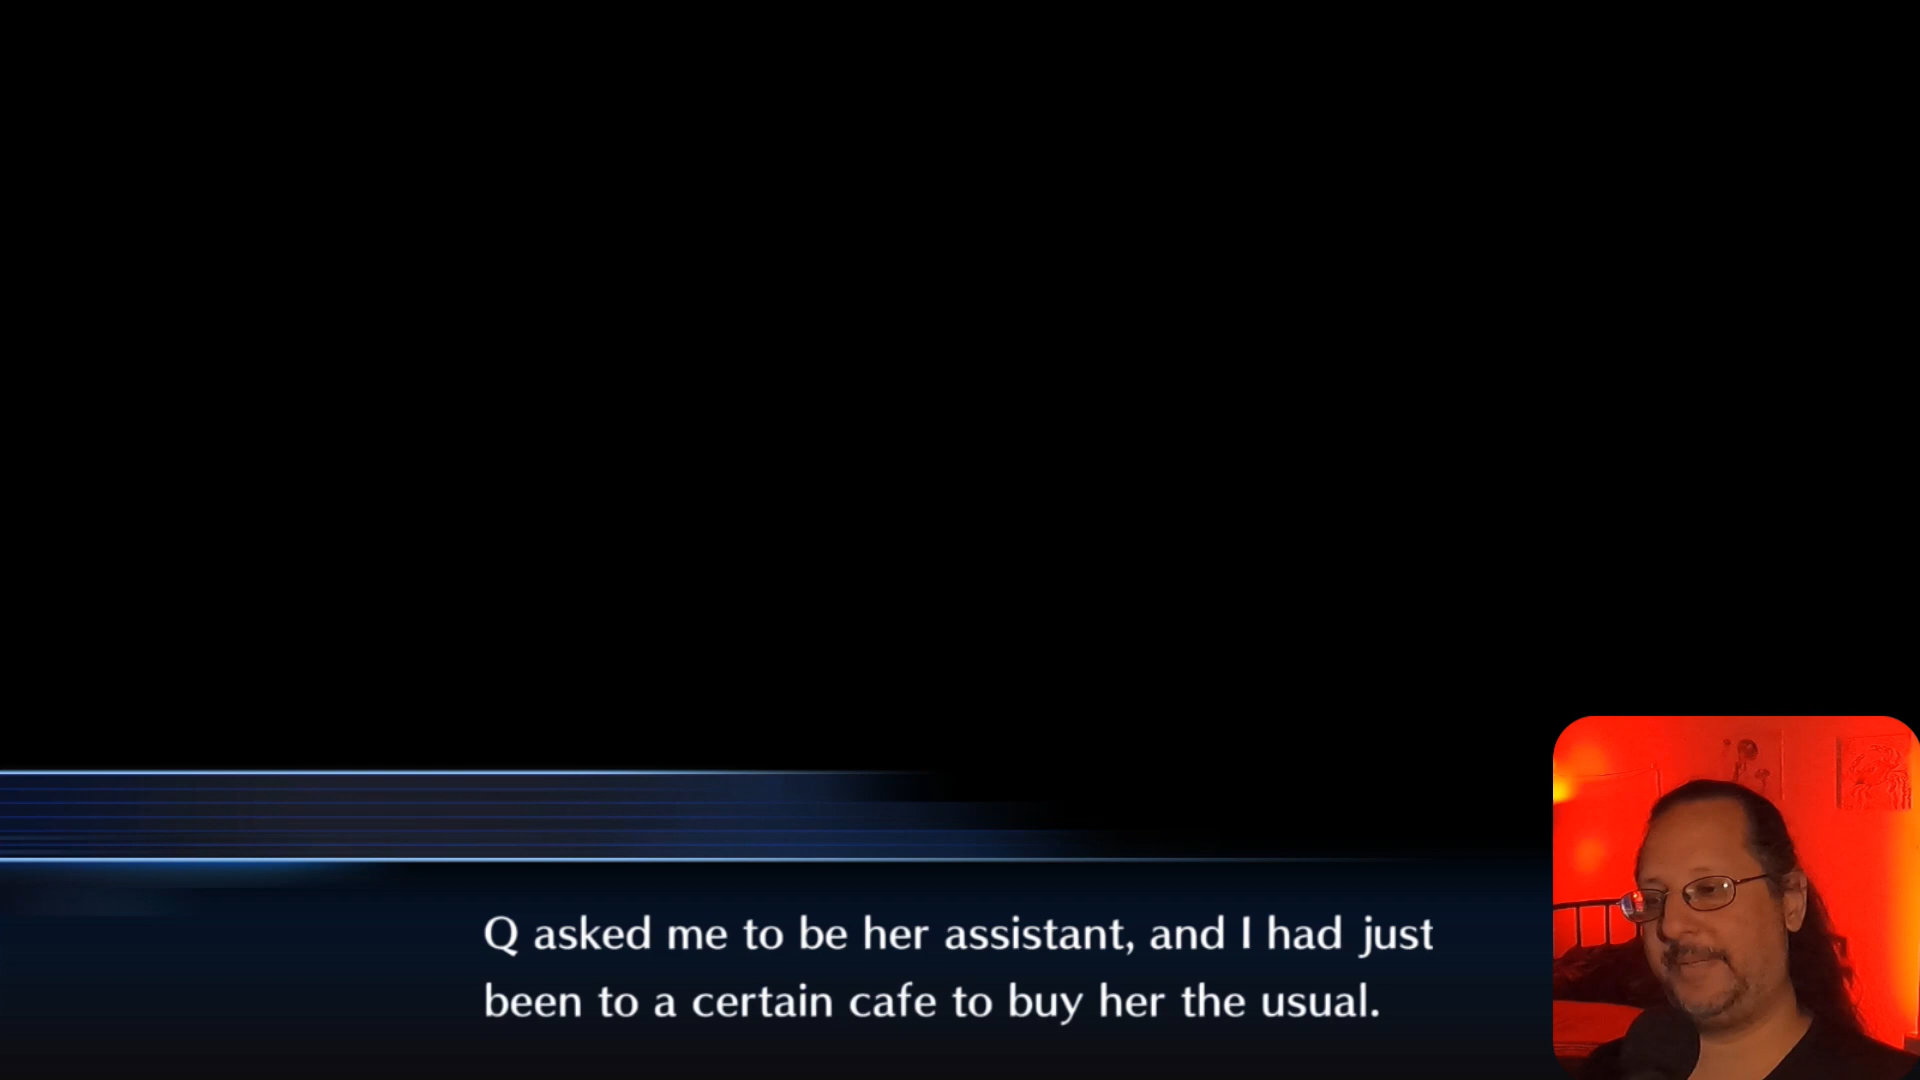 Q asked me to be her assistant, and I had just
been to a certain cafe to buy her the usual.